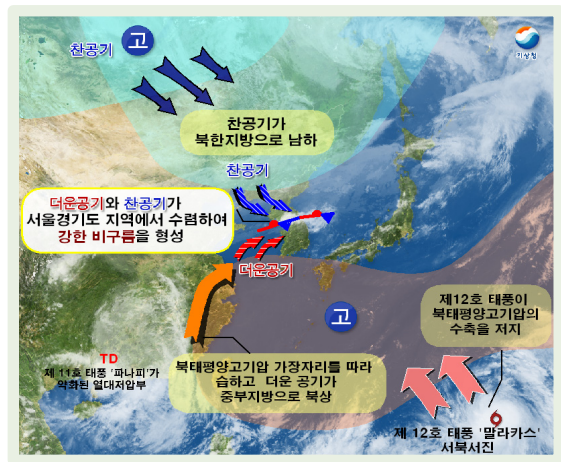 찬공기
고
기상청
찬공기가
북한지방으로 남하
찬공기
더운공기와 찬공기가
서울경기도 지역에서 수렴하여
강한 비구름을 형성
더운공기
고
제12호 태풍이
북태평양고기압의
수축을 저지
TD
제 11호 태풍 '파나피'가
약화된 열대저압부
북태평양고기압 가장자리를 따라
습하고 더운 공기가
중부지방으로 북상
제 12호 태풍 '말라카스'
서북서진